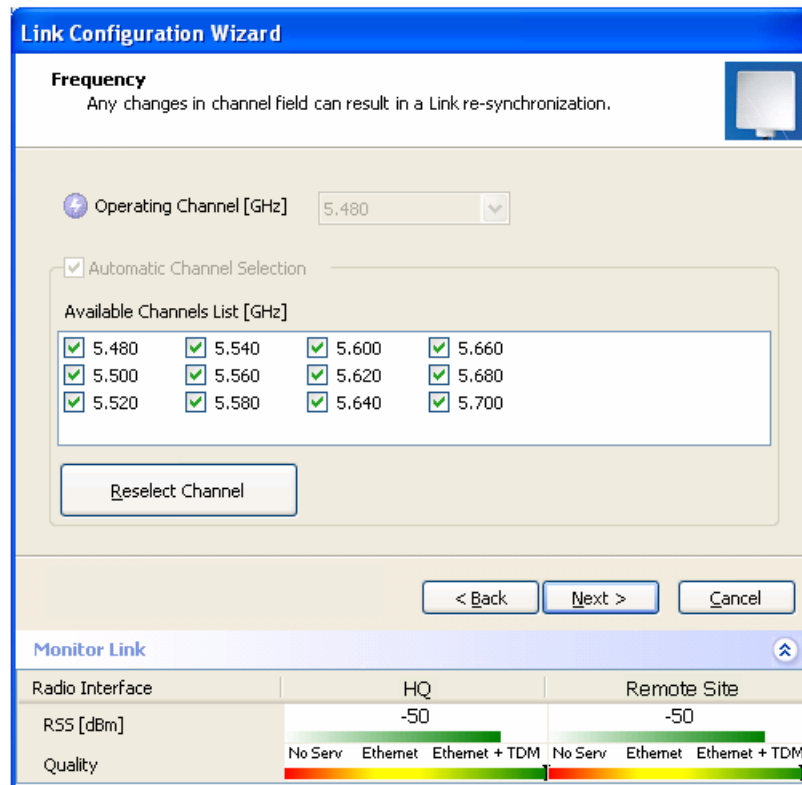 Link Configuration Wizard
Frequency
Any changes in channel field can result in a Link re-synchronization.
Operating Channel [GHz] 5.480
Automatic Channel Selection
Available Channels List [GHz]
5.480 5.540 5.600 5.660
5.500 5.560 5.620 5.680
5.520 5.580 5.640 5.700
Reselect Channel
< Back Next > Cancel
Monitor Link
Radio Interface HQ Remote Site
RSS [dBm] -50 -50
Quality No Serv Ethernet Ethernet + TDM No Serv Ethernet Ethernet + TDM